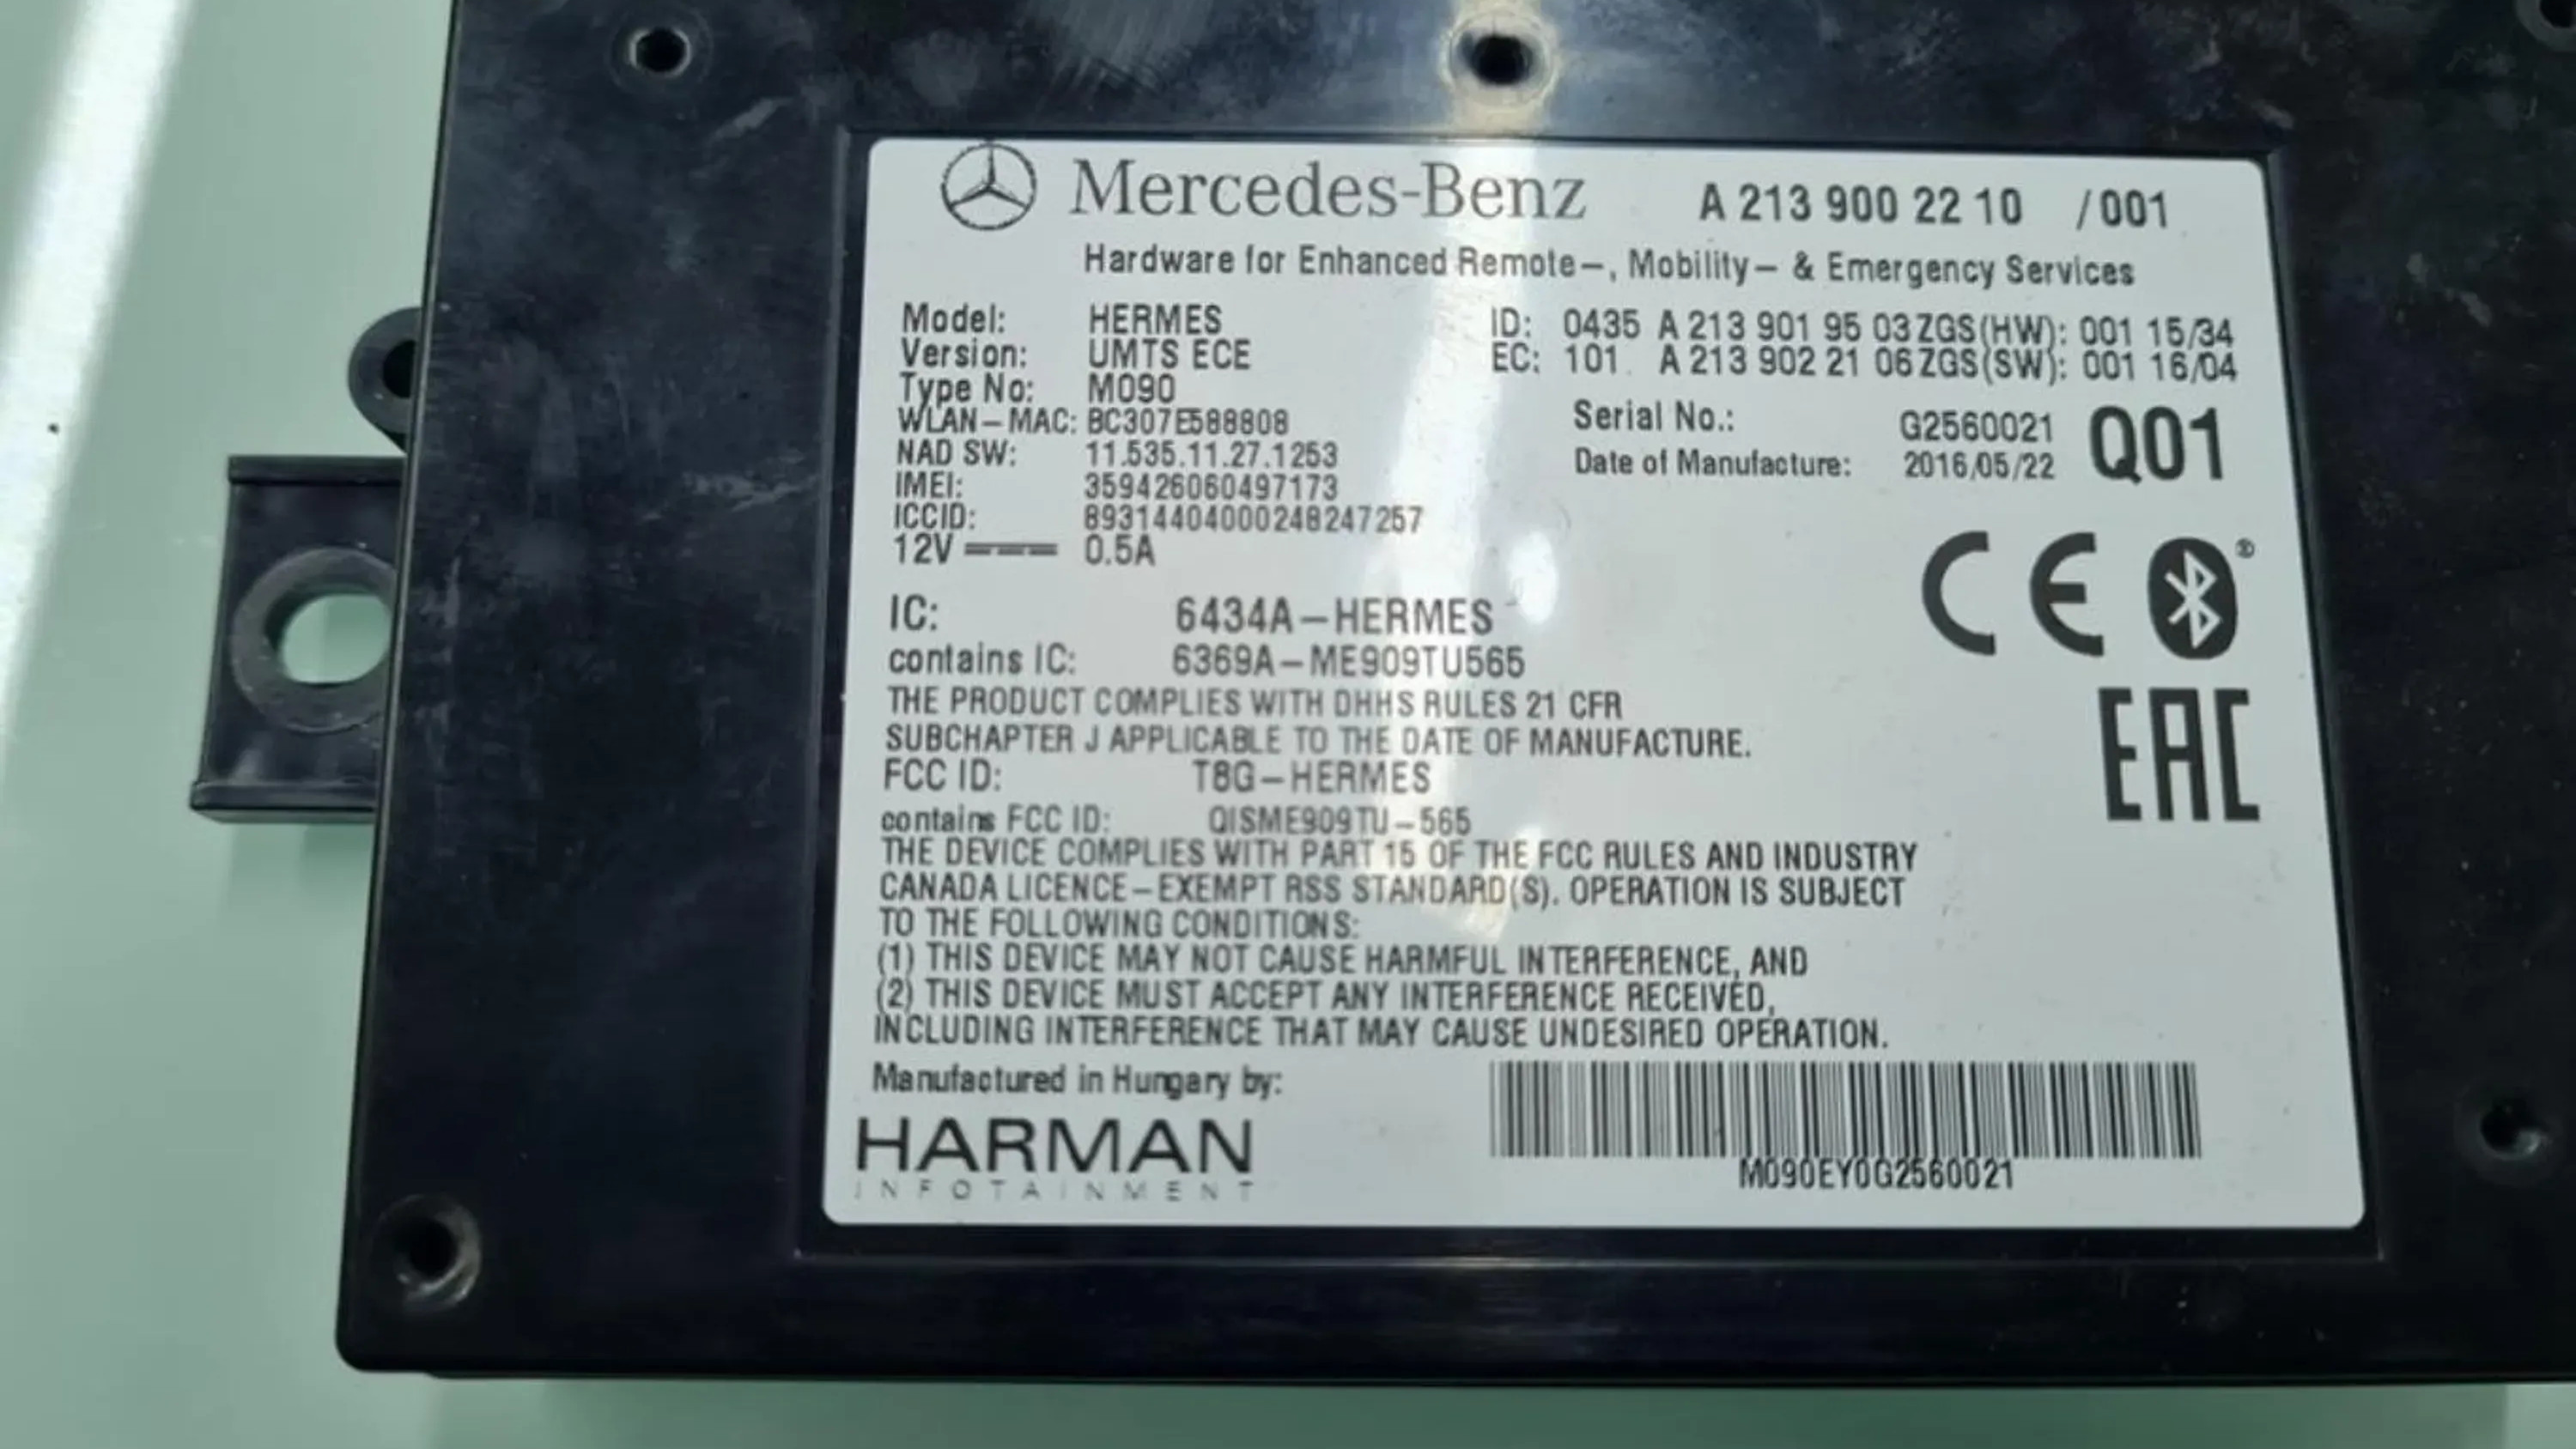 Mercedes-Benz A 213 900 22 10 /001
Hardware for Enhanced Remote-, Mobility- & Emergency Services
Model: HERMES ID: 0435 A 213 901 95 03 ZGS(HW): 001 15/34
Version: UMTS ECE EC: 101 A 213 902 21 06 ZGS(SW): 001 16/04
Type No: M090
WLAN-MAC: BC307E588808 Serial No.: G2560021 Q01
NAD SW: 11.535.11.27.1253 Date of Manufacture: 2016/05/22
IMEI: 359426060497173
ICCID: 89314404000248247257
12V 0.5A
CE
IC: 6434A-HERMES
contains IC: 6369A-ME909TU565
THE PRODUCT COMPLIES WITH DHHS RULES 21 CFR
SUBCHAPTER J APPLICABLE TO THE DATE OF MANUFACTURE.
EAC
FCC ID: T8G-HERMES
contains FCC ID: QISME909TU-565
THE DEVICE COMPLIES WITH PART 15 OF THE FCC RULES AND INDUSTRY
CANADA LICENCE-EXEMPT RSS STANDARD(S). OPERATION IS SUBJECT
TO THE FOLLOWING CONDITIONS:
(1) THIS DEVICE MAY NOT CAUSE HARMFUL INTERFERENCE, AND
(2) THIS DEVICE MUST ACCEPT ANY INTERFERENCE RECEIVED,
INCLUDING INTERFERENCE THAT MAY CAUSE UNDESIRED OPERATION.
Manufactured in Hungary by:
HARMAN
INFOTAINMENT
M090EY0G2560021